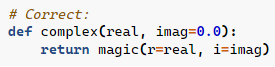 # Correct:
def complex(real, imag=0.0):
    return magic(r=real, i=imag)